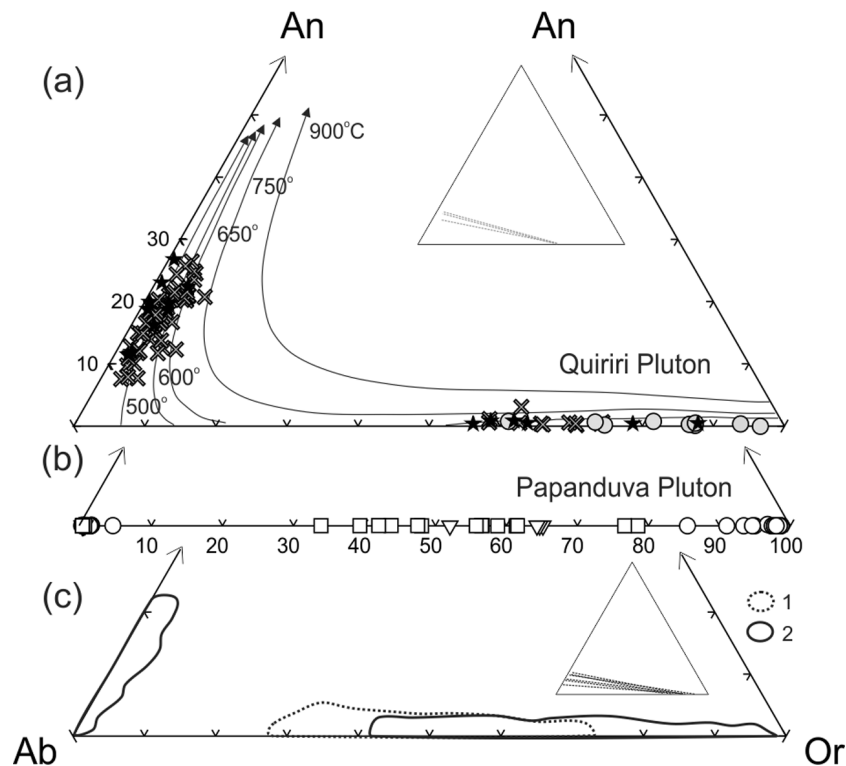 An An
(a)
900°C
750°
30 650°
20
10 Quiriri Pluton
600°
500°
(b)
Papanduva Pluton
10 20 30 40 50 60 70 80 90 100
(c)
1
2
Ab Or